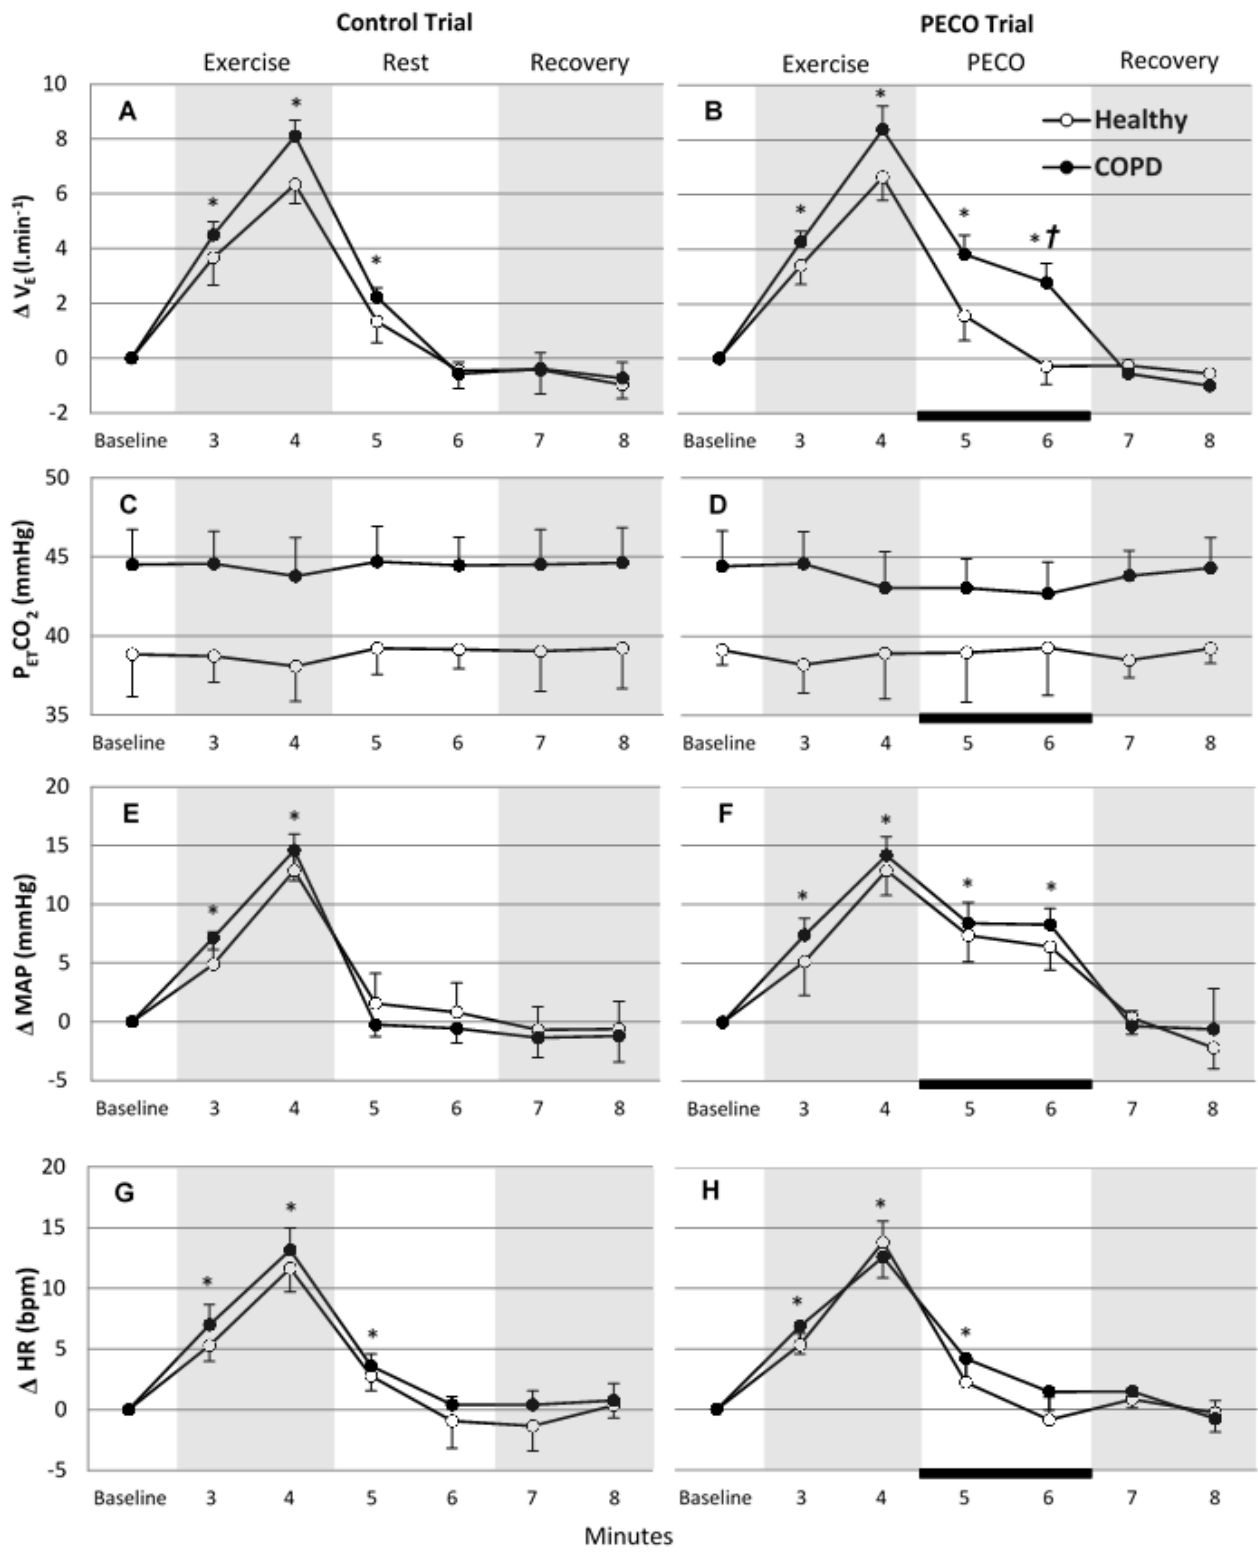 Control Trial PECO Trial
Exercise Rest Recovery Exercise PECO Recovery
Δ V_E (l.min⁻¹)
10
8
6
4
2
0
-2
A
* * *
B
* * * *†
Healthy
COPD
Baseline 3 4 5 6 7 8 Baseline 3 4 5 6 7 8
P_ETCO₂ (mmHg)
50
45
40
35
C
D
Baseline 3 4 5 6 7 8 Baseline 3 4 5 6 7 8
Δ MAP (mmHg)
20
15
10
5
0
-5
E
* *
F
* * * *
Baseline 3 4 5 6 7 8 Baseline 3 4 5 6 7 8
Δ HR (bpm)
20
15
10
5
0
-5
G
* * *
H
* * *
Baseline 3 4 5 6 7 8 Baseline 3 4 5 6 7 8
Minutes